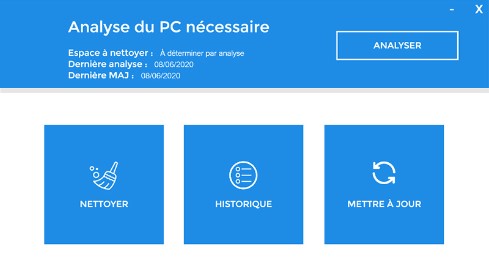 - X
Analyse du PC nécessaire
ANALYSER
Espace à nettoyer : À déterminer par analyse
Dernière analyse : 08/06/2020
Dernière MAJ : 08/06/2020
NETTOYER
HISTORIQUE
METTRE À JOUR